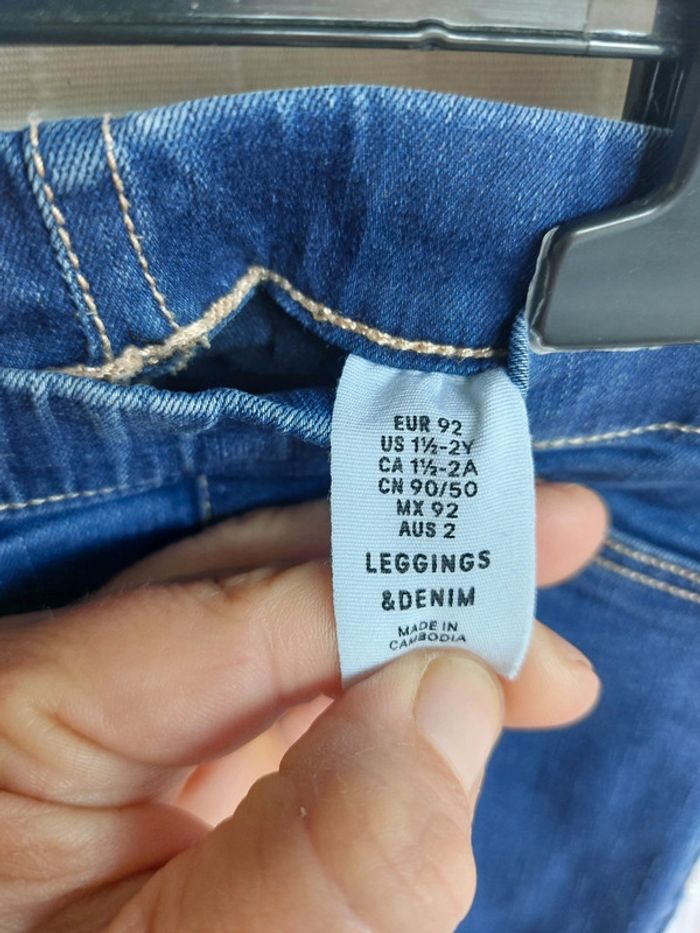 EUR 92
US 1½-2Y
CA 1½-2A
CN 90/50
MX 92
AUS 2
LEGGINGS
&DENIM
MADE IN
CAMBODIA